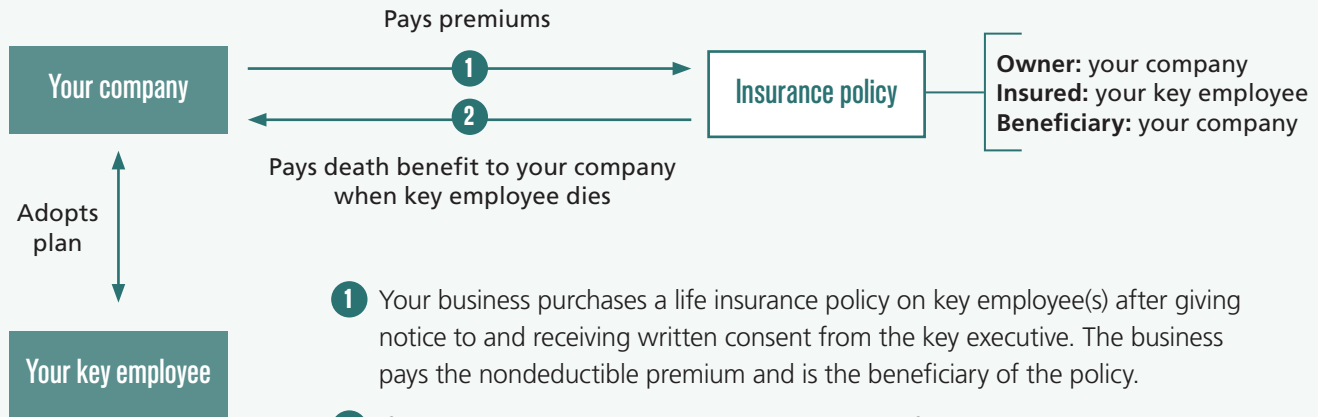 Pays premiums
Your company
1
Insurance policy
Owner: your company
Insured: your key employee
Beneficiary: your company
2
Pays death benefit to your company
when key employee dies
Adopts
plan
1 Your business purchases a life insurance policy on key employee(s) after giving
notice to and receiving written consent from the key executive. The business
pays the nondeductible premium and is the beneficiary of the policy.
Your key employee